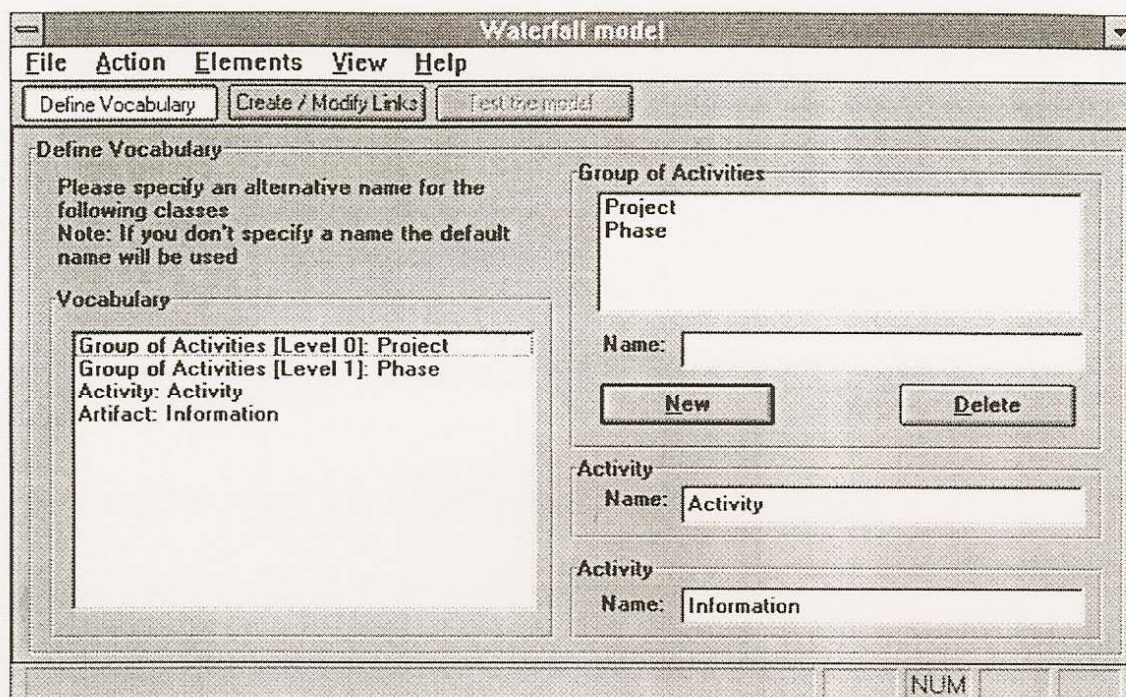 Waterfall model
File Action Elements View Help
Define Vocabulary Create / Modify Links Test the model
Define Vocabulary
Please specify an alternative name for the
following classes
Note: If you don't specify a name the default
name will be used
Vocabulary
Group of Activities [Level 0]: Project
Group of Activities [Level 1]: Phase
Activity: Activity
Artifact: Information
Group of Activities
Project
Phase
Name:
New Delete
Activity
Name: Activity
Activity
Name: Information
NUM